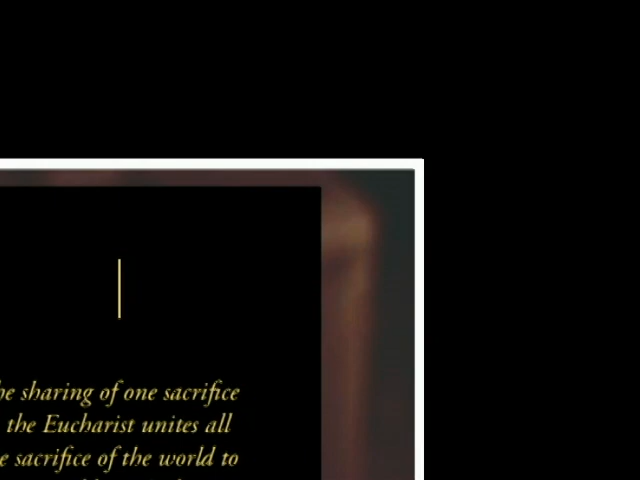 he sharing of one sacrifice
the Eucharist unites all
e sacrifice of the world to